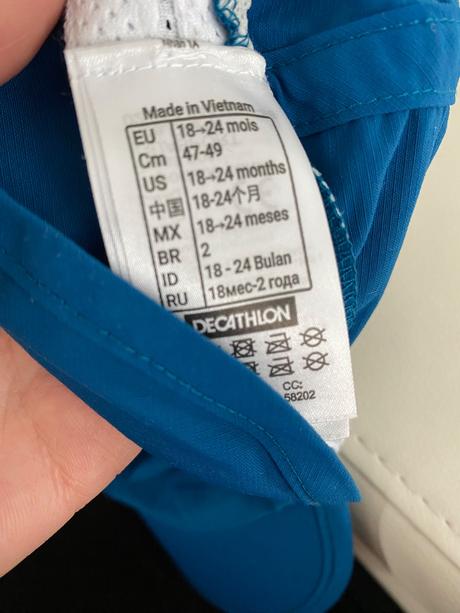 Made in Vietnam
EU 18→24 mois
Cm 47-49
US 18→24 months
中国 18-24个月
MX 18→24 meses
BR 2
ID 18 - 24 Bulan
RU 18мес-2 года
DECATHLON
CC:
58202